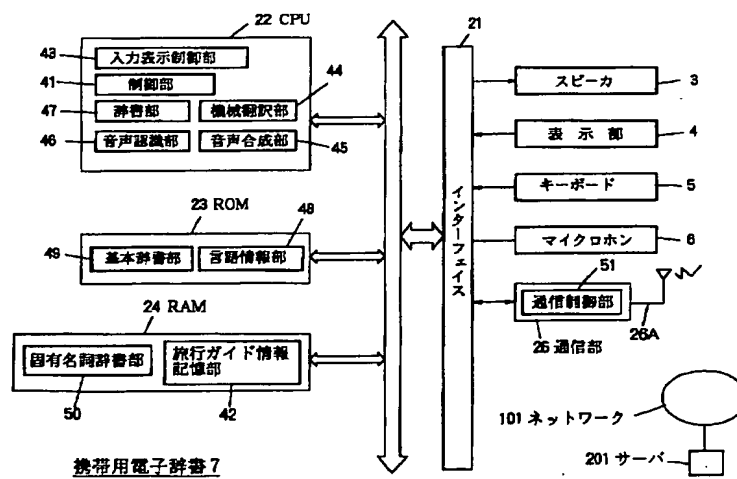 22 CPU
43
入力表示制御部
41
制御部
44
47
辞書部
機械翻訳部
46
音声認識部
音声合成部
45
23 ROM
48
49
基本辞書部
言語情報部
24 RAM
固有名詞辞書部
旅行ガイド情報
記憶部
50
42
携帯用電子辞書7
21
インターフェイス
スピーカ
3
表示部
4
キーボード
5
マイクロホン
6
51
通信制御部
26 通信部
26A
101 ネットワーク
201 サーバ